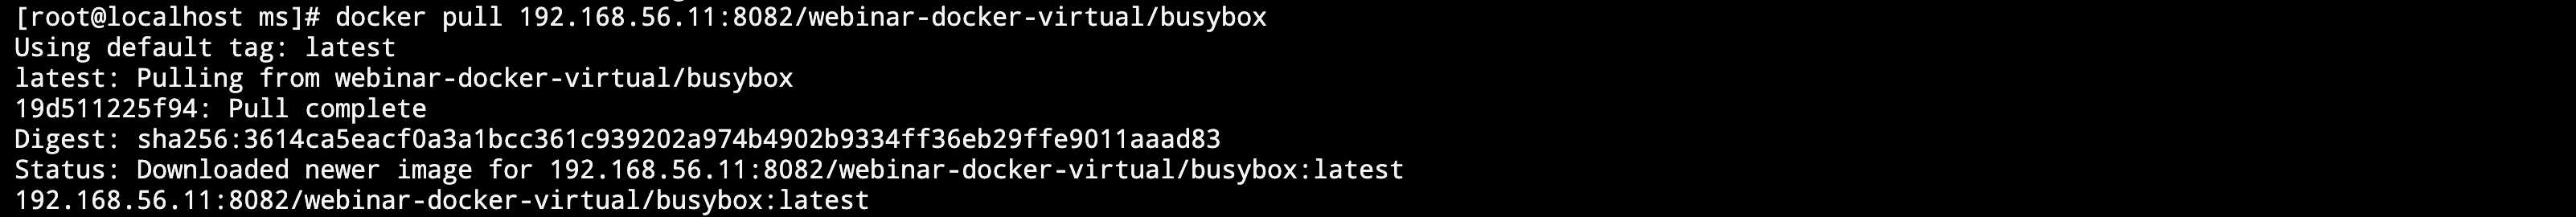 [root@localhost ms]# docker pull 192.168.56.11:8082/webinar-docker-virtual/busybox
Using default tag: latest
latest: Pulling from webinar-docker-virtual/busybox
19d511225f94: Pull complete
Digest: sha256:3614ca5eacf0a3a1bcc361c939202a974b4902b9334ff36eb29ffe9011aaad83
Status: Downloaded newer image for 192.168.56.11:8082/webinar-docker-virtual/busybox:latest
192.168.56.11:8082/webinar-docker-virtual/busybox:latest